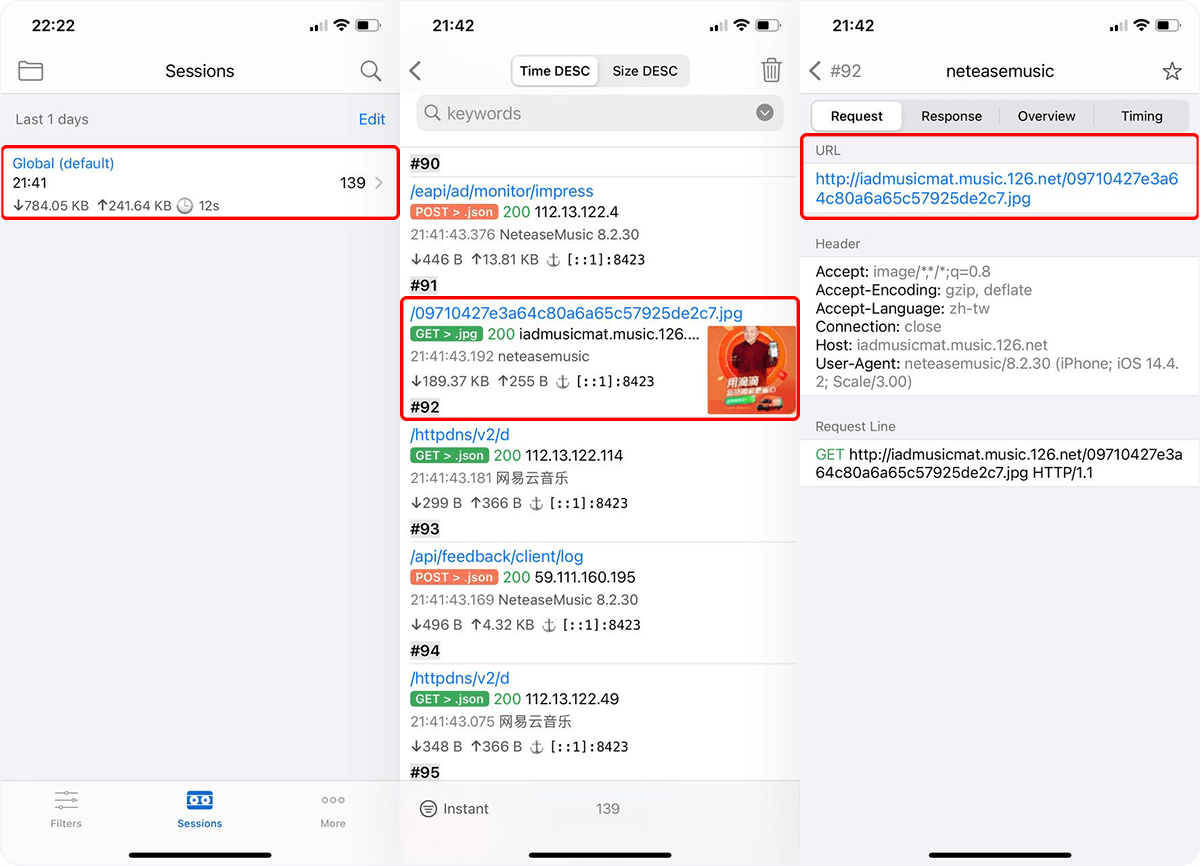 22:22
Sessions
Last 1 days
Edit
Global (default)
21:41
139
↓784.05 KB ↑241.64 KB 12s
Filters
Sessions
More
21:42
Time DESC
Size DESC
keywords
#90
/eapi/ad/monitor/impress
POST > .json 200 112.13.122.4
21:41:43.376 NeteaseMusic 8.2.30
↓446 B ↑13.81 KB [::1]:8423
#91
/09710427e3a64c80a6a65c57925de2c7.jpg
GET > .jpg 200 iadmusicmat.music.126....
21:41:43.192 neteasemusic
↓189.37 KB ↑255 B [::1]:8423
用滴滴
#92
/httpdns/v2/d
GET > .json 200 112.13.122.114
21:41:43.181 网易云音乐
↓299 B ↑366 B [::1]:8423
#93
/api/feedback/client/log
POST > .json 200 59.111.160.195
21:41:43.169 NeteaseMusic 8.2.30
↓496 B ↑4.32 KB [::1]:8423
#94
/httpdns/v2/d
GET > .json 200 112.13.122.49
21:41:43.075 网易云音乐
↓348 B ↑366 B [::1]:8423
#95
Instant
139
21:42
#92
neteasemusic
Request
Response
Overview
Timing
URL
http://iadmusicmat.music.126.net/09710427e3a6
4c80a6a65c57925de2c7.jpg
Header
Accept: image/*,*/*;q=0.8
Accept-Encoding: gzip, deflate
Accept-Language: zh-tw
Connection: close
Host: iadmusicmat.music.126.net
User-Agent: neteasemusic/8.2.30 (iPhone; iOS 14.4.
2; Scale/3.00)
Request Line
GET http://iadmusicmat.music.126.net/09710427e3a
64c80a6a65c57925de2c7.jpg HTTP/1.1